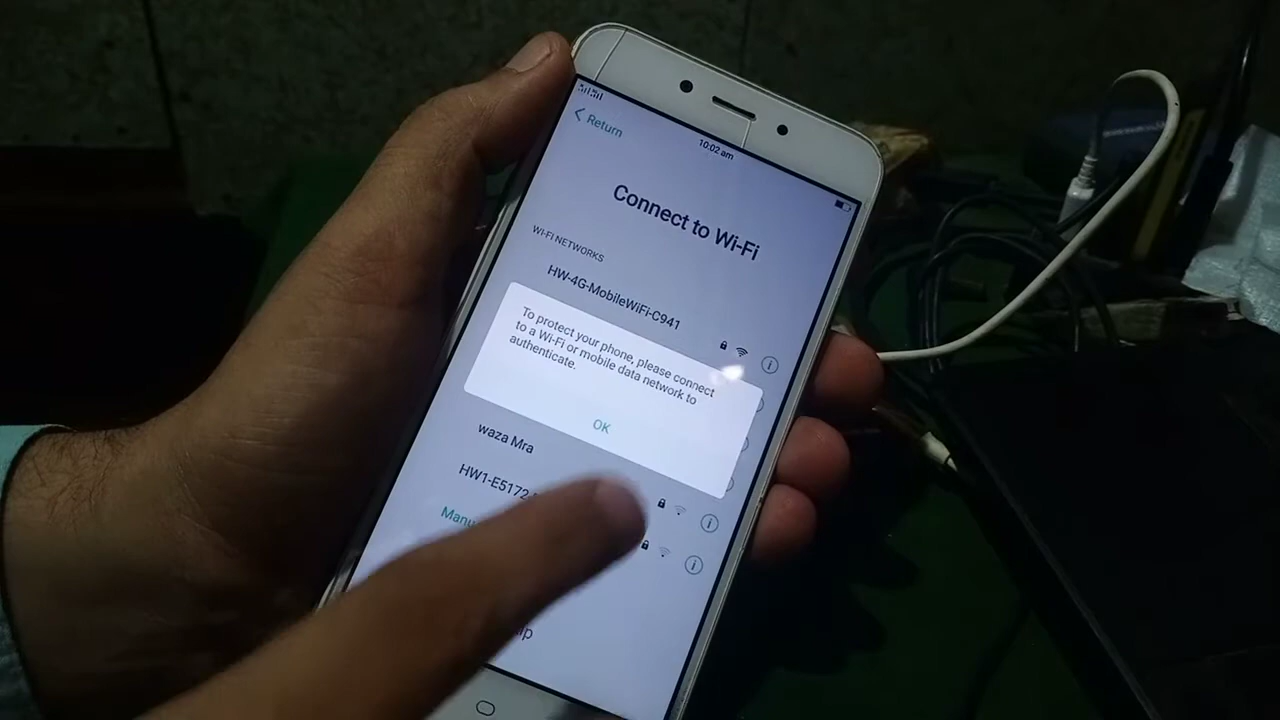 Return
10:02 am
Connect to Wi-Fi
WI-FI NETWORKS
HW-4G-MobileWiFi-C941
To protect your phone, please connect
to a Wi-Fi or mobile data network to
authenticate.
OK
waza Mra
HW1-E5172